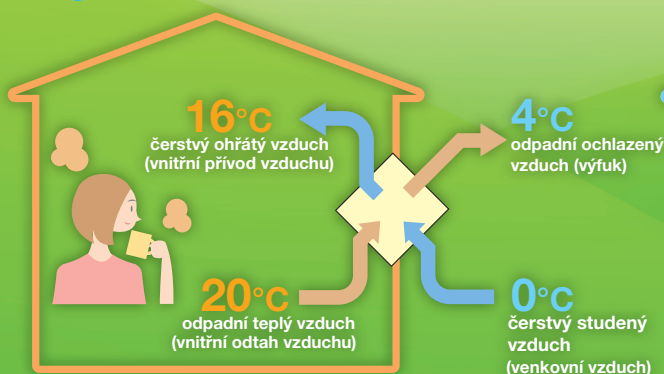 16°C
čerstvý ohřátý vzduch
(vnitřní přívod vzduchu)
4°C
odpadní ochlazený
vzduch (výfuk)
20°C
odpadní teplý vzduch
(vnitřní odtah vzduchu)
0°C
čerstvý studený
vzduch
(venkovní vzduch)